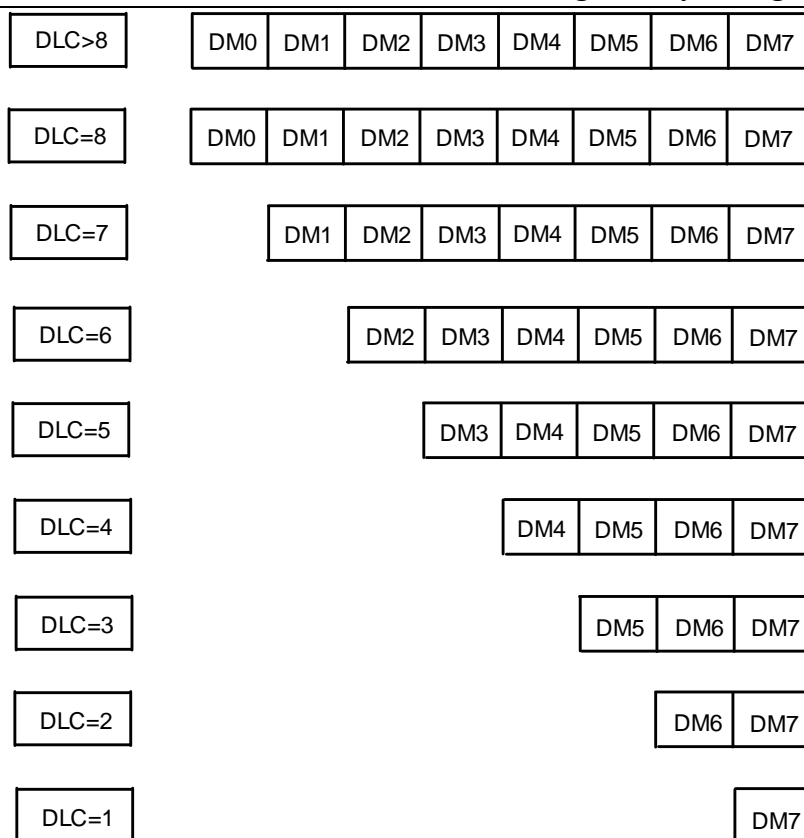 DLC>8 DM0 DM1 DM2 DM3 DM4 DM5 DM6 DM7
DLC=8 DM0 DM1 DM2 DM3 DM4 DM5 DM6 DM7
DLC=7 DM1 DM2 DM3 DM4 DM5 DM6 DM7
DLC=6 DM2 DM3 DM4 DM5 DM6 DM7
DLC=5 DM3 DM4 DM5 DM6 DM7
DLC=4 DM4 DM5 DM6 DM7
DLC=3 DM5 DM6 DM7
DLC=2 DM6 DM7
DLC=1 DM7